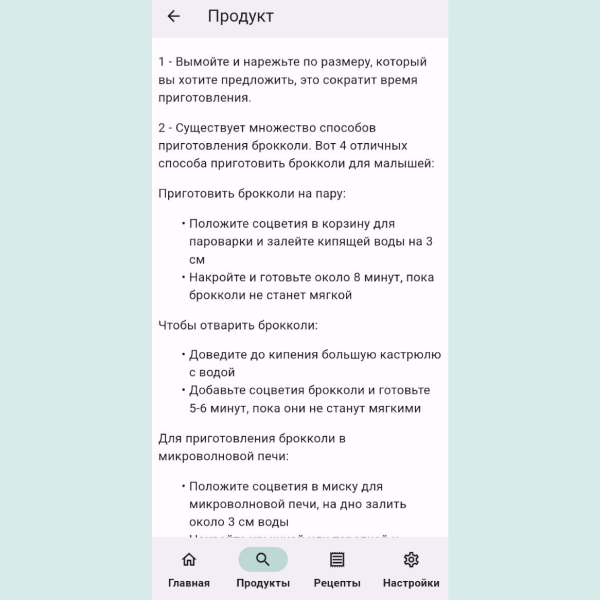 Продукт
1 - Вымойте и нарежьте по размеру, который
вы хотите предложить, это сократит время
приготовления.
2 - Существует множество способов
приготовления брокколи. Вот 4 отличных
способа приготовить брокколи для малышей:
Приготовить брокколи на пару:
• Положите соцветия в корзину для
пароварки и залейте кипящей воды на 3
см
• Накройте и готовьте около 8 минут, пока
брокколи не станет мягкой
Чтобы отварить брокколи:
• Доведите до кипения большую кастрюлю
с водой
• Добавьте соцветия брокколи и готовьте
5-6 минут, пока они не станут мягкими
Для приготовления брокколи в
микроволновой печи:
• Положите соцветия в миску для
микроволновой печи, на дно залить
около 3 см воды
Главная
Продукты
Рецепты
Настройки